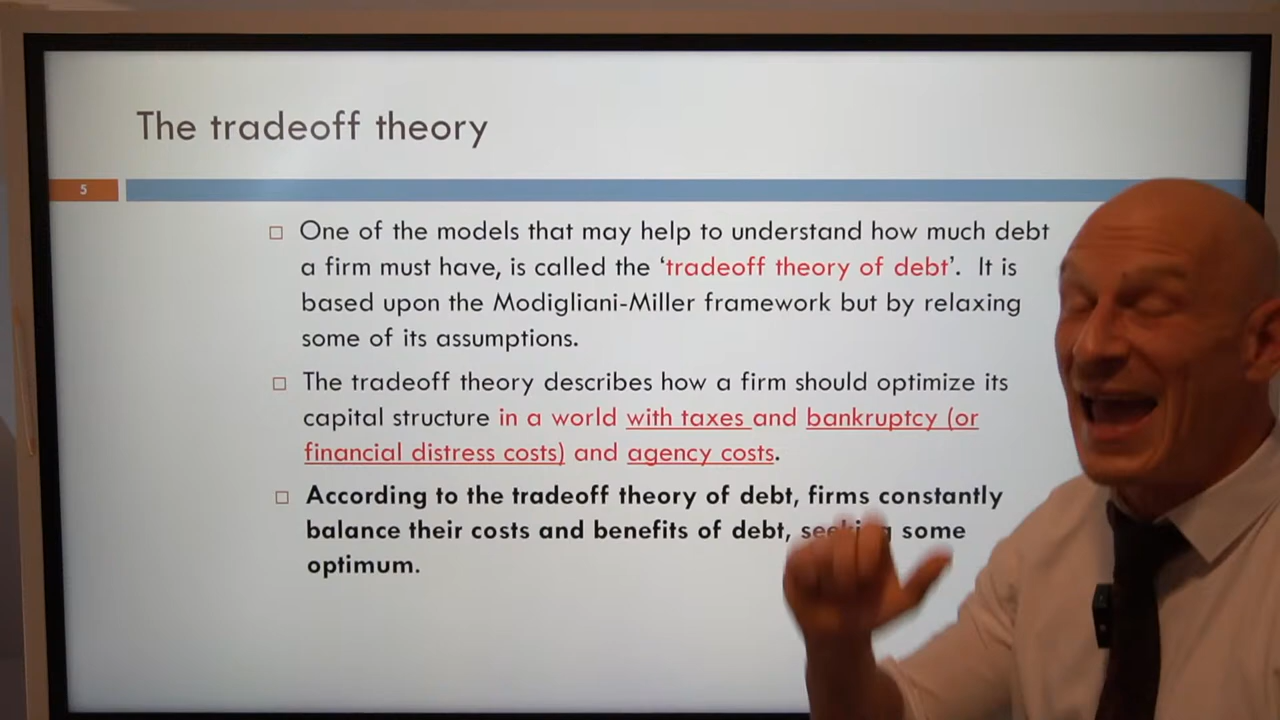 The tradeoff theory
5
One of the models that may help to understand how much debt
a firm must have, is called the ‘tradeoff theory of debt’. It is
based upon the Modigliani-Miller framework but by relaxing
some of its assumptions.
The tradeoff theory describes how a firm should optimize its
capital structure in a world with taxes and bankruptcy (or
financial distress costs) and agency costs.
According to the tradeoff theory of debt, firms constantly
balance their costs and benefits of debt, seeking some
optimum.